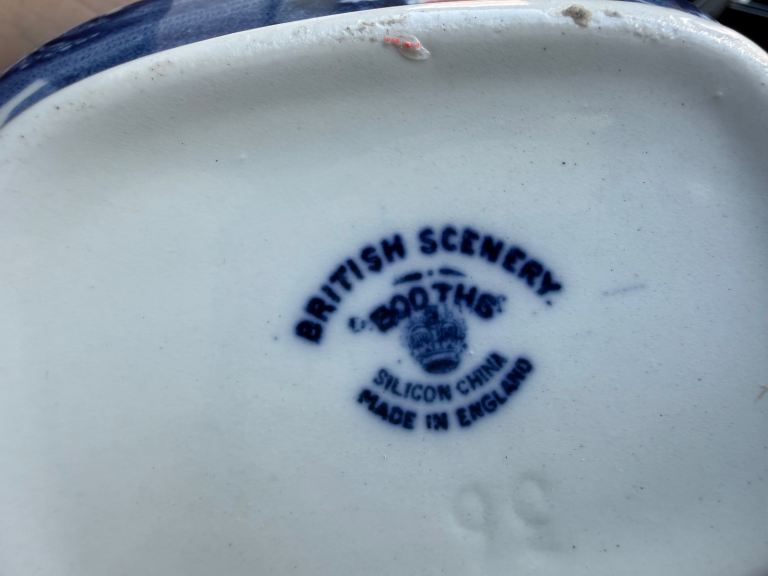 BRITISH SCENERY.
BOOTHS
SILICON CHINA
MADE IN ENGLAND